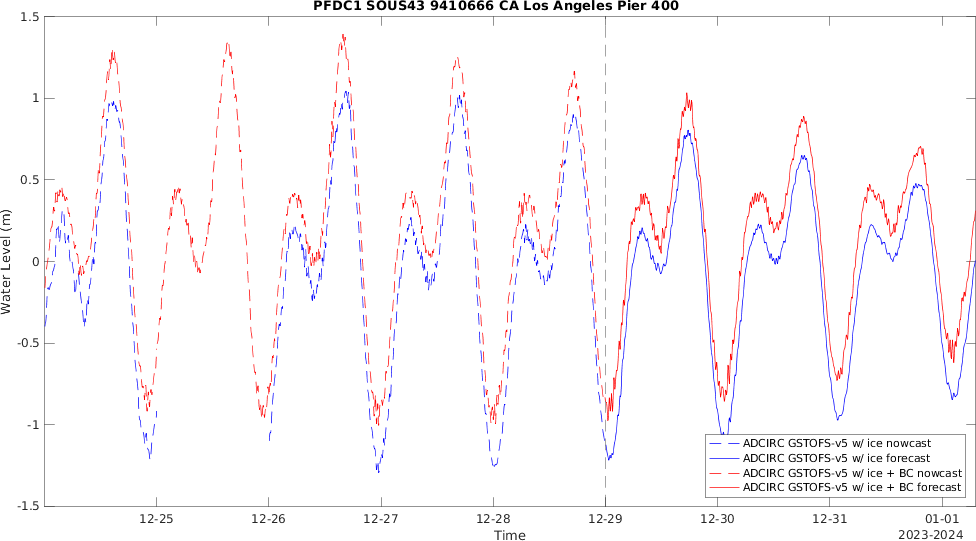 PFDC1 SOUS43 9410666 CA Los Angeles Pier 400
1.5
1
0.5
0
-0.5
-1
-1.5
Water Level (m)
12-25
12-26
12-27
12-28
12-29
12-30
12-31
01-01
Time
2023-2024
ADCIRC GSTOFS-v5 w/ ice nowcast
ADCIRC GSTOFS-v5 w/ ice forecast
ADCIRC GSTOFS-v5 w/ ice + BC nowcast
ADCIRC GSTOFS-v5 w/ ice + BC forecast